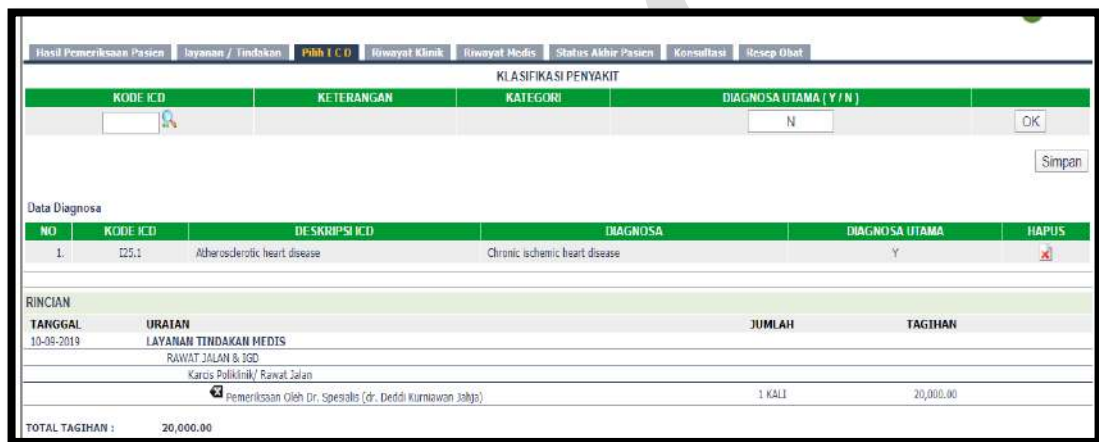 Hasil Pemeriksaan Pasien layanan / Tindakan Pilih I C D Riwayat Klinik Riwayat Medis Status Akhir Pasien Konsultasi Resep Obat
KLASIFIKASI PENYAKIT
KODE ICD KETERANGAN KATEGORI DIAGNOSA UTAMA ( Y / N )
N OK
Simpan
Data Diagnosa
NO KODE ICD DESKRIPSI ICD DIAGNOSA DIAGNOSA UTAMA HAPUS
1. I25.1 Atherosclerotic heart disease Chronic ischemic heart disease Y
RINCIAN
TANGGAL URAIAN JUMLAH TAGIHAN
10-09-2019 LAYANAN TINDAKAN MEDIS
RAWAT JALAN & IGD
Karcis Poliklinik/ Rawat Jalan
Pemeriksaan Oleh Dr. Spesialis (dr. Deddi Kurniawan Jahja) 1 KALI 20,000.00
TOTAL TAGIHAN : 20,000.00